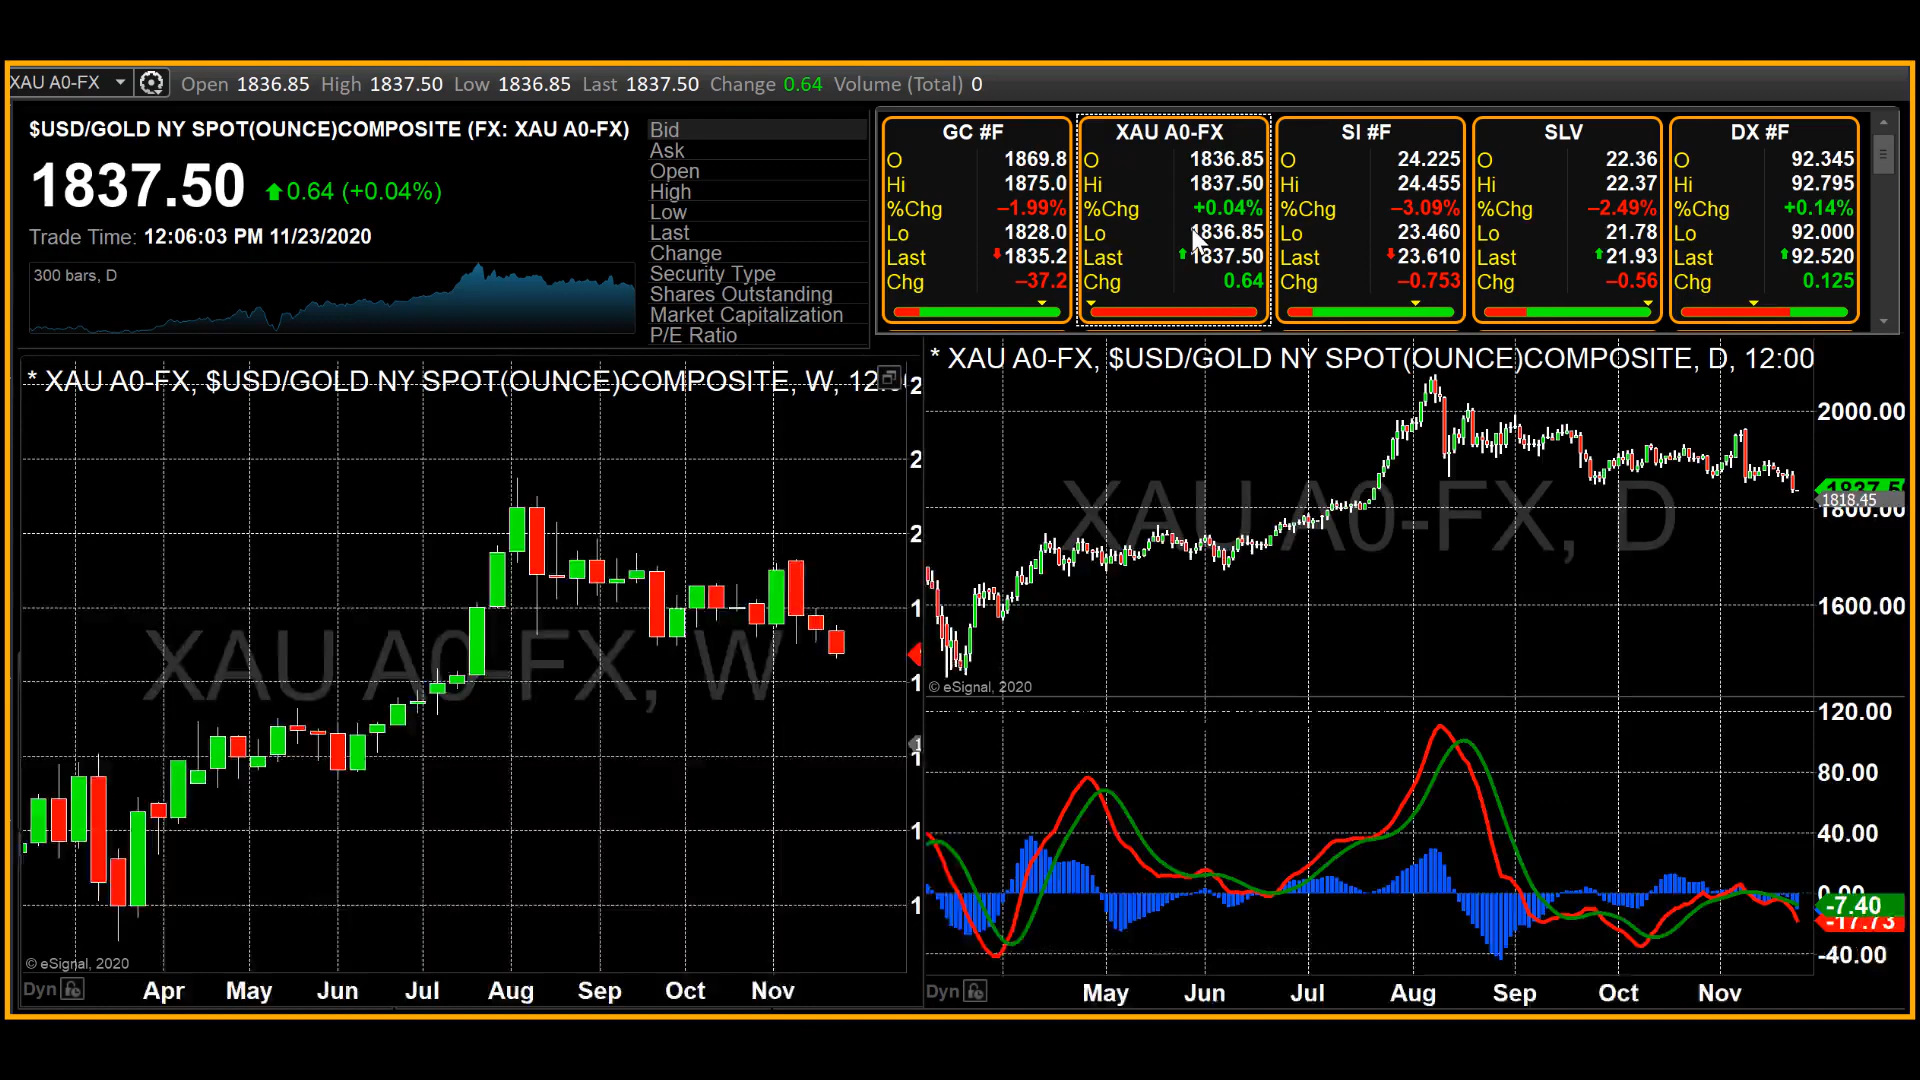 XAU A0-FX Open 1836.85 High 1837.50 Low 1836.85 Last 1837.50 Change 0.64 Volume (Total) 0
$USD/GOLD NY SPOT(OUNCE)COMPOSITE (FX: XAU A0-FX)
1837.50 0.64 (+0.04%)
Trade Time: 12:06:03 PM 11/23/2020
300 bars, D
Bid
Ask
Open
High
Low
Last
Change
Security Type
Shares Outstanding
Market Capitalization
P/E Ratio
GC #F
O 1869.8
Hi 1875.0
%Chg –1.99%
Lo 1828.0
Last 1835.2
Chg –37.2
XAU A0-FX
O 1836.85
Hi 1837.50
%Chg +0.04%
Lo 1836.85
Last 1837.50
Chg 0.64
SI #F
O 24.225
Hi 24.455
%Chg –3.09%
Lo 23.460
Last 23.610
Chg –0.753
SLV
O 22.36
Hi 22.37
%Chg –2.49%
Lo 21.78
Last 21.93
Chg –0.56
DX #F
O 92.345
Hi 92.795
%Chg +0.14%
Lo 92.000
Last 92.520
Chg 0.125
* XAU A0-FX, $USD/GOLD NY SPOT(OUNCE)COMPOSITE, W,
XAU A0-FX, W
© eSignal, 2020
Dyn
Apr May Jun Jul Aug Sep Oct Nov
* XAU A0-FX, $USD/GOLD NY SPOT(OUNCE)COMPOSITE, D, 12:00
XAU A0-FX, D
2000.00
1837.5
1818.45
1800.00
1600.00
© eSignal, 2020
120.00
80.00
40.00
0.00
-7.40
-17.73
-40.00
Dyn
May Jun Jul Aug Sep Oct Nov